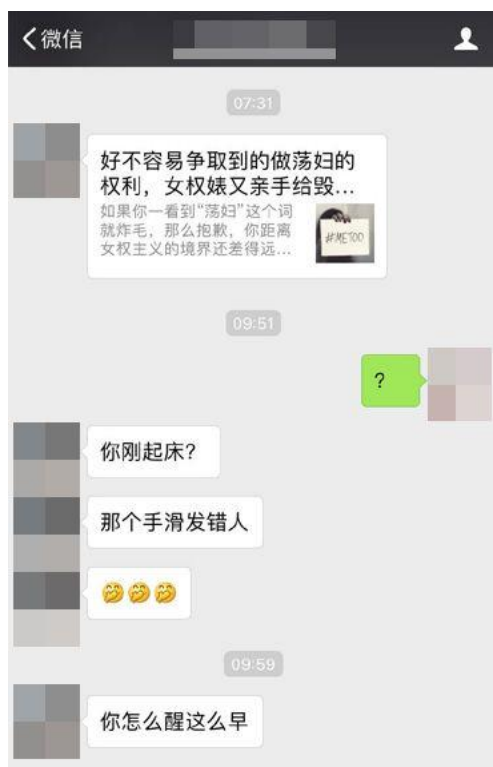 微信
07:31
好不容易争取到的做荡妇的
权利，女权婊又亲手给毁...
如果你一看到“荡妇”这个词
就炸毛，那么抱歉，你距离
女权主义的境界还差得远...
#METOO
09:51
?
你刚起床？
那个手滑发错人
09:59
你怎么醒这么早